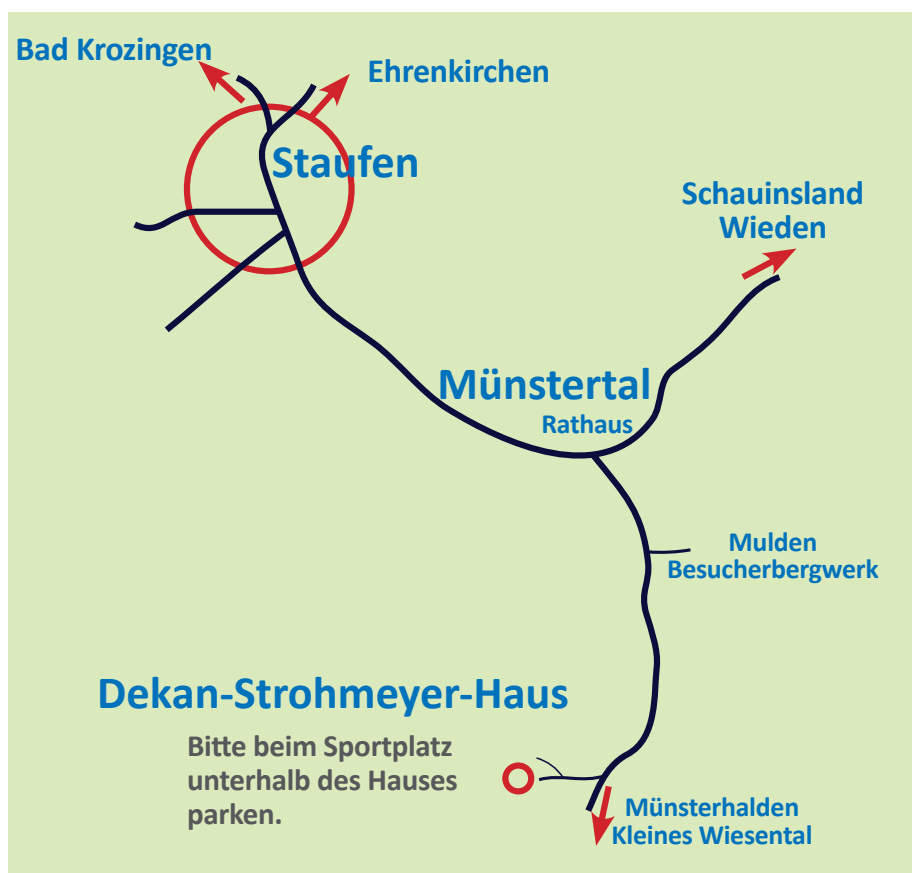 Bad Krozingen
Ehrenkirchen
Staufen
Schauinsland
Wieden
Münstertal
Rathaus
Mulden
Besucherbergwerk
Dekan-Strohmeyer-Haus
Bitte beim Sportplatz
unterhalb des Hauses
parken.
Münsterhalden
Kleines Wiesental